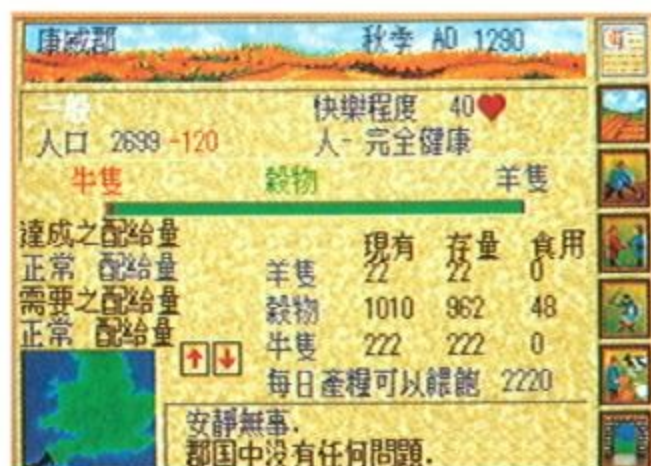 康威郡 秋季 AD 1290
一般 快樂程度 40
人口 2699 -120 人- 完全健康
牛隻 穀物 羊隻
達成之配給量
正常 配給量
需要之配給量
正常 配給量
現有 存量 食用
羊隻 22 22 0
穀物 1010 962 48
牛隻 222 222 0
每日產糧可以餵飽 2220
安靜無事.
郡国中沒有任何問題.